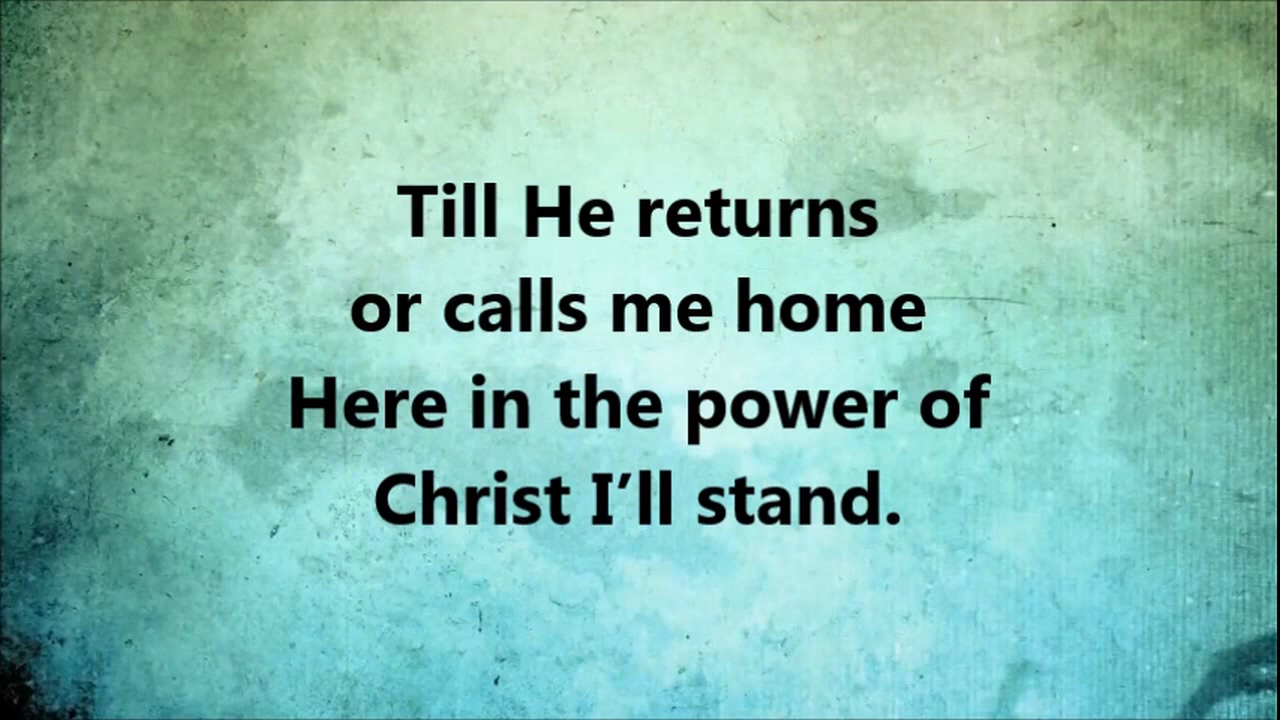 Till He returns
or calls me home
Here in the power of
Christ I’ll stand.